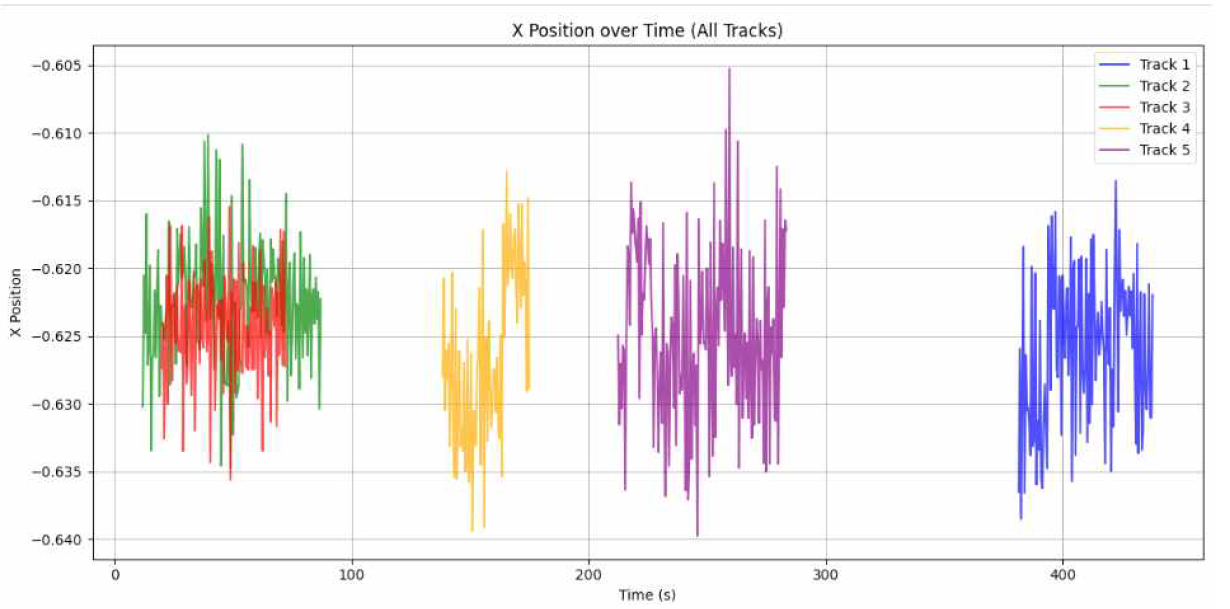 X Position over Time (All Tracks)
−0.605
−0.610
−0.615
−0.620
−0.625
−0.630
−0.635
−0.640
X Position
Track 1
Track 2
Track 3
Track 4
Track 5
0 100 200 300 400
Time (s)